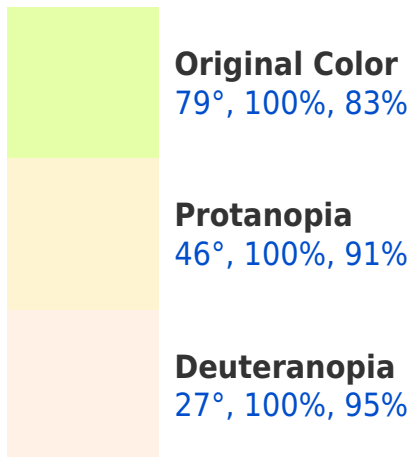 Original Color
79°, 100%, 83%
Protanopia
46°, 100%, 91%
Deuteranopia
27°, 100%, 95%